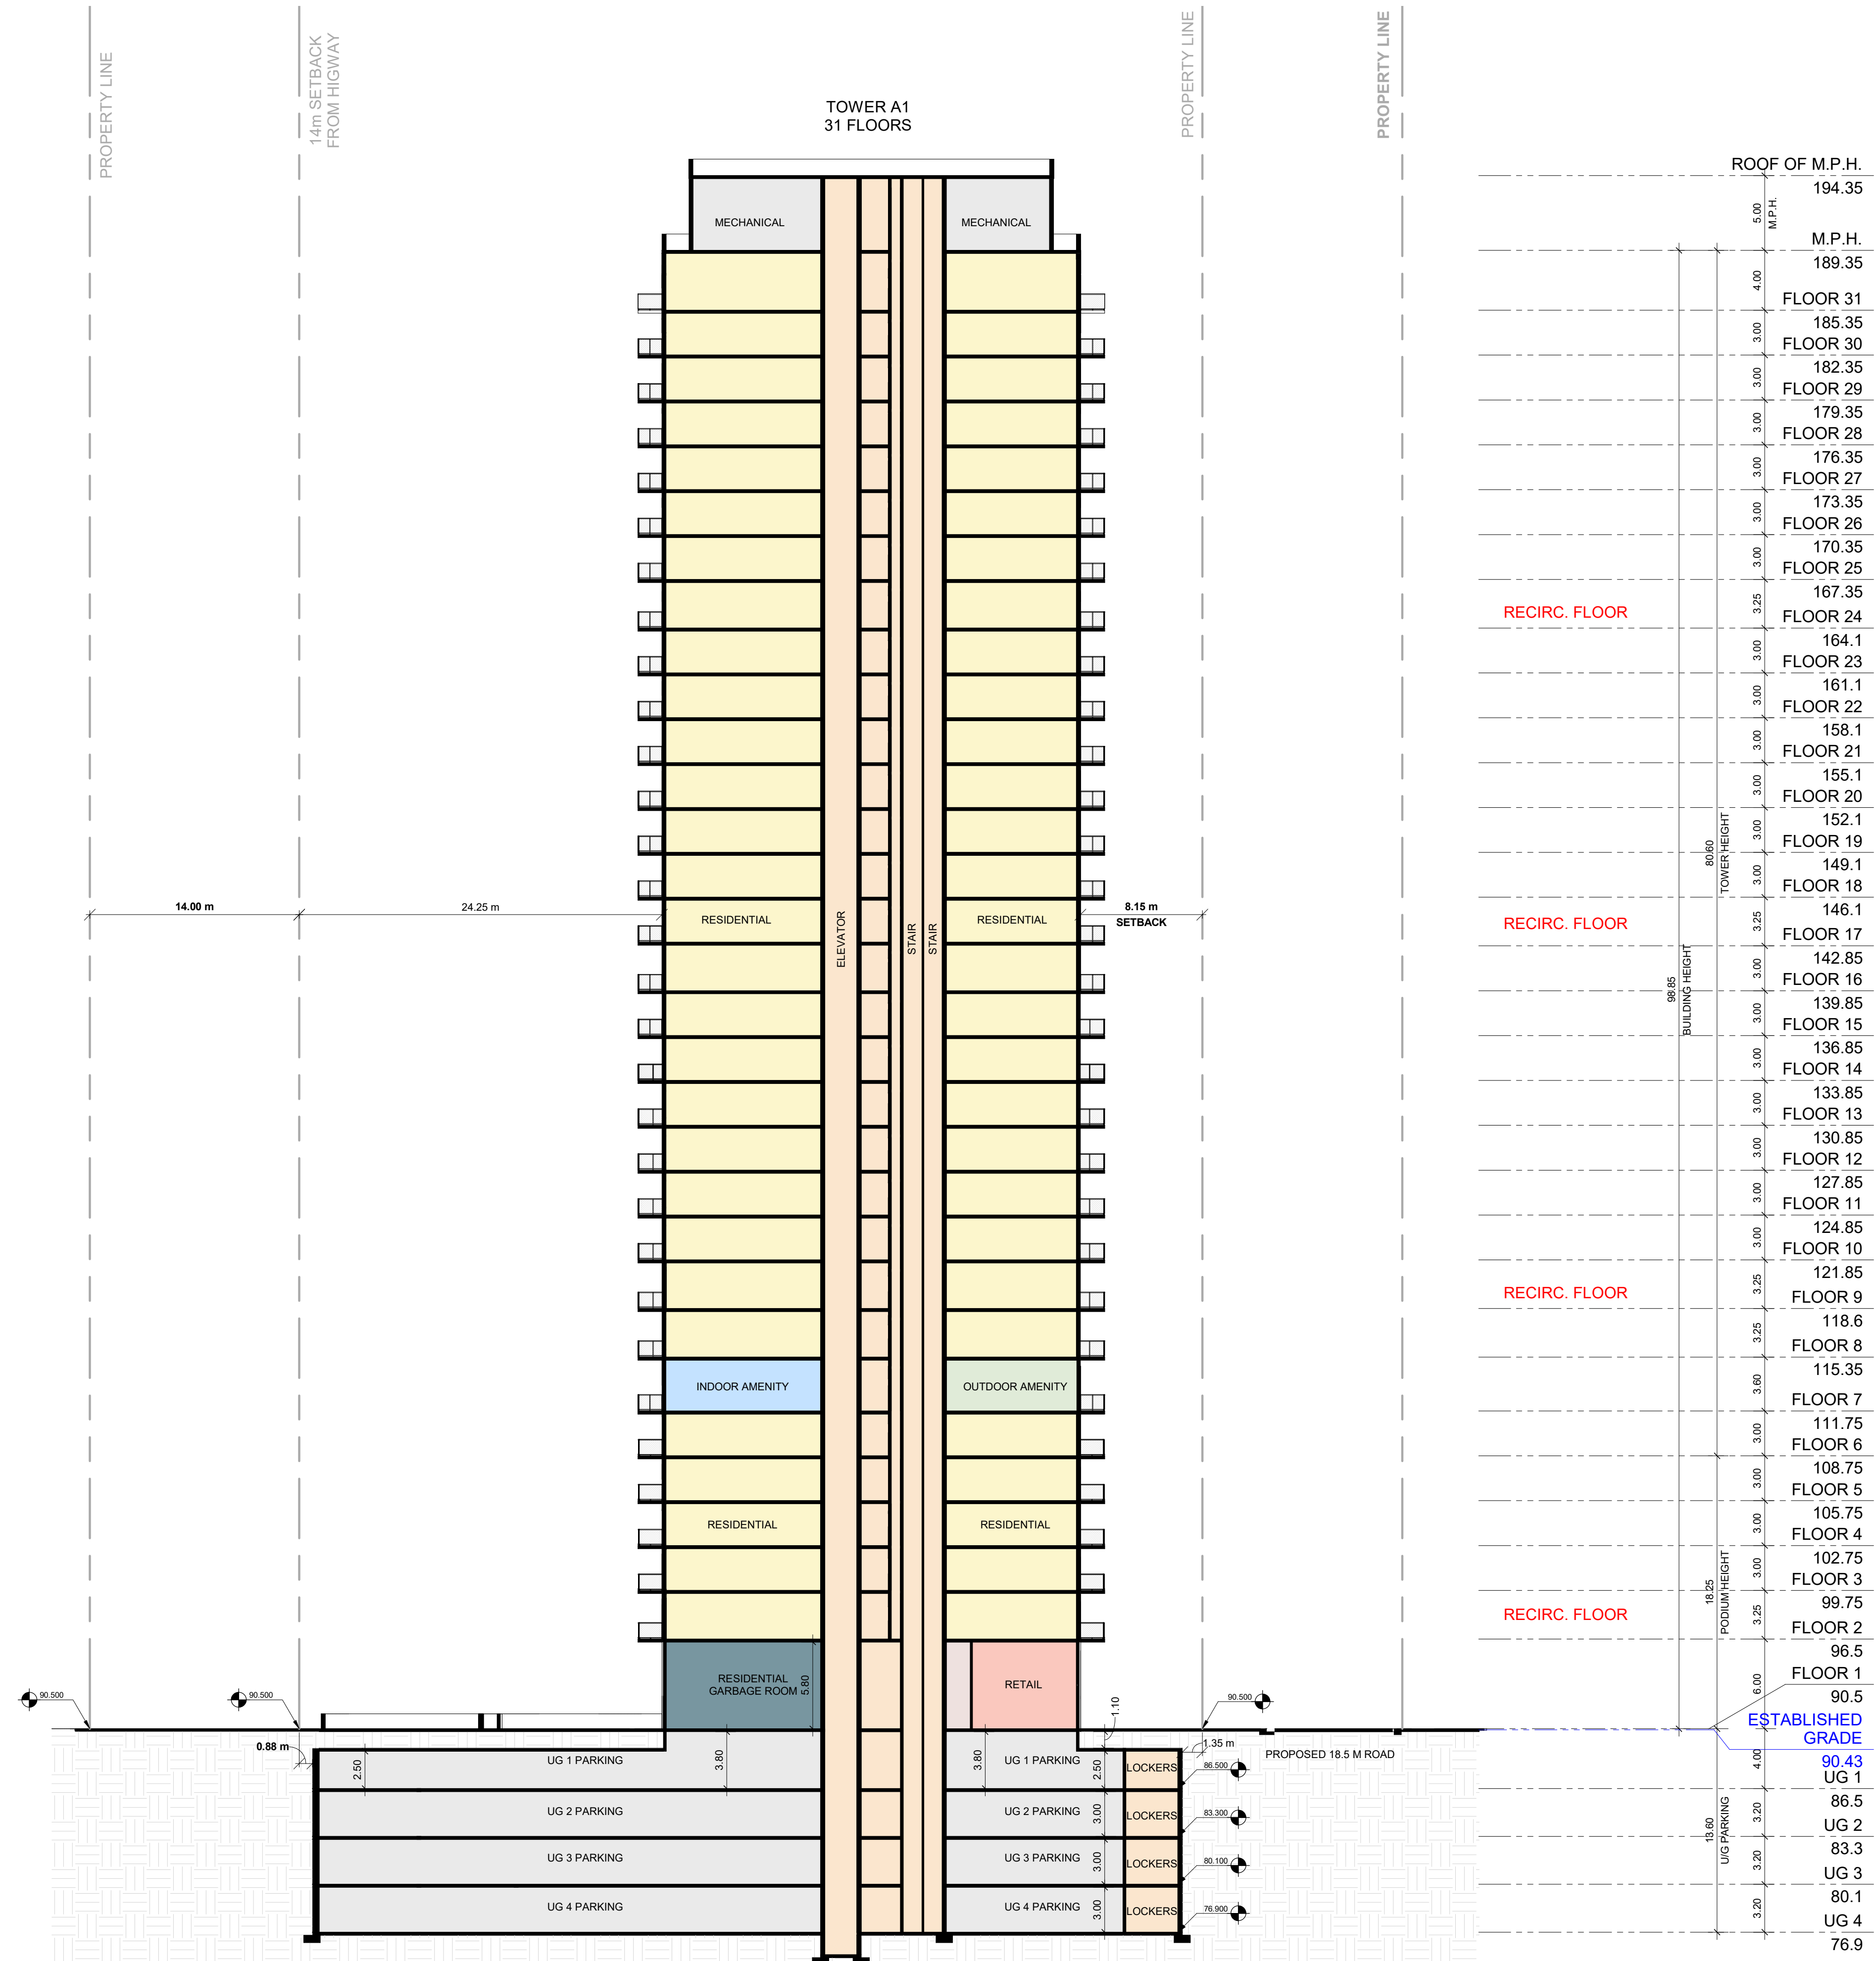 PROPERTY LINE
14m SETBACK
FROM HIGWAY
TOWER A1
31 FLOORS
PROPERTY LINE
PROPERTY LINE
MECHANICAL
MECHANICAL
14.00 m
24.25 m
RESIDENTIAL
ELEVATOR
STAIR
STAIR
RESIDENTIAL
8.15 m
SETBACK
INDOOR AMENITY
OUTDOOR AMENITY
RESIDENTIAL
RESIDENTIAL
RESIDENTIAL
GARBAGE ROOM
5.80
RETAIL
90.500
90.500
90.500
1.10
0.88 m
1.35 m
2.50
UG 1 PARKING
3.80
3.80
UG 1 PARKING
2.50
LOCKERS
86.500
PROPOSED 18.5 M ROAD
UG 2 PARKING
UG 2 PARKING
3.00
LOCKERS
83.300
UG 3 PARKING
UG 3 PARKING
3.00
LOCKERS
80.100
UG 4 PARKING
UG 4 PARKING
3.00
LOCKERS
76.900
RECIRC. FLOOR
RECIRC. FLOOR
RECIRC. FLOOR
RECIRC. FLOOR
98.85
BUILDING HEIGHT
80.60
TOWER HEIGHT
18.25
PODIUM HEIGHT
13.60
U/G PARKING
ROOF OF M.P.H.
194.35
5.00
M.P.H.
M.P.H.
189.35
4.00
FLOOR 31
185.35
3.00
FLOOR 30
182.35
3.00
FLOOR 29
179.35
3.00
FLOOR 28
176.35
3.00
FLOOR 27
173.35
3.00
FLOOR 26
170.35
3.00
FLOOR 25
167.35
3.25
FLOOR 24
164.1
3.00
FLOOR 23
161.1
3.00
FLOOR 22
158.1
3.00
FLOOR 21
155.1
3.00
FLOOR 20
152.1
3.00
FLOOR 19
149.1
3.00
FLOOR 18
146.1
3.25
FLOOR 17
142.85
3.00
FLOOR 16
139.85
3.00
FLOOR 15
136.85
3.00
FLOOR 14
133.85
3.00
FLOOR 13
130.85
3.00
FLOOR 12
127.85
3.00
FLOOR 11
124.85
3.00
FLOOR 10
121.85
3.25
FLOOR 9
118.6
3.25
FLOOR 8
115.35
3.60
FLOOR 7
111.75
3.00
FLOOR 6
108.75
3.00
FLOOR 5
105.75
3.00
FLOOR 4
102.75
3.00
FLOOR 3
99.75
3.25
FLOOR 2
96.5
6.00
FLOOR 1
90.5
ESTABLISHED
GRADE
90.43
4.00
UG 1
86.5
3.20
UG 2
83.3
3.20
UG 3
80.1
3.20
UG 4
76.9